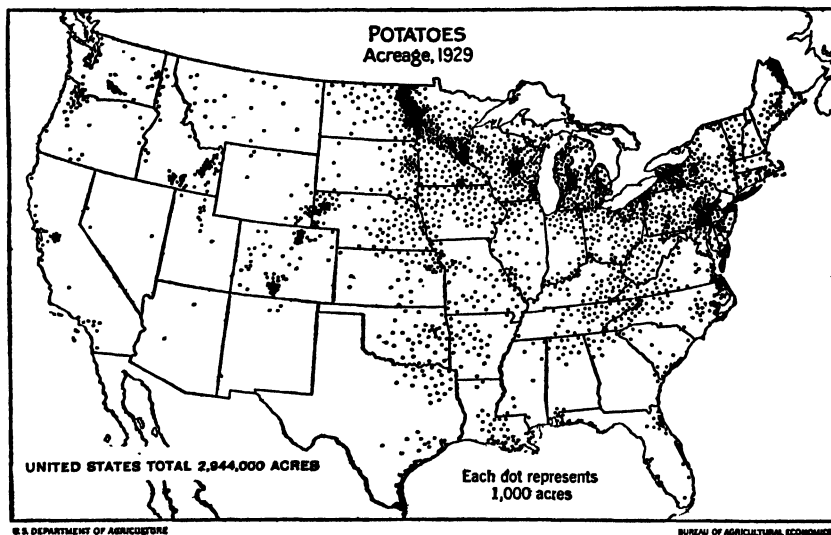 POTATOES
Acreage, 1929
UNITED STATES TOTAL 2,944,000 ACRES
Each dot represents
1,000 acres
U.S. DEPARTMENT OF AGRICULTURE
BUREAU OF AGRICULTURAL ECONOMICS